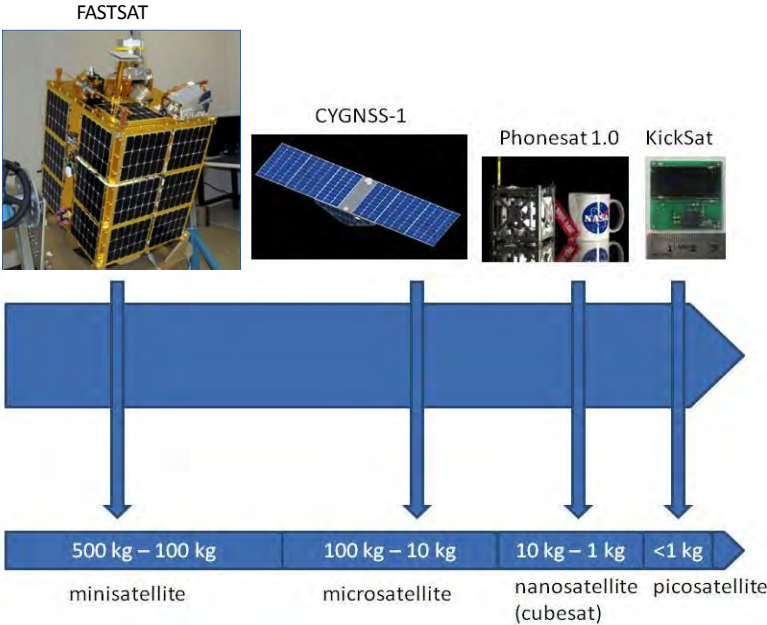 FASTSAT
CYGNSS-1
Phonesat 1.0
KickSat
NASA
500 kg – 100 kg
100 kg – 10 kg
10 kg – 1 kg
<1 kg
minisatellite
microsatellite
nanosatellite
(cubesat)
picosatellite